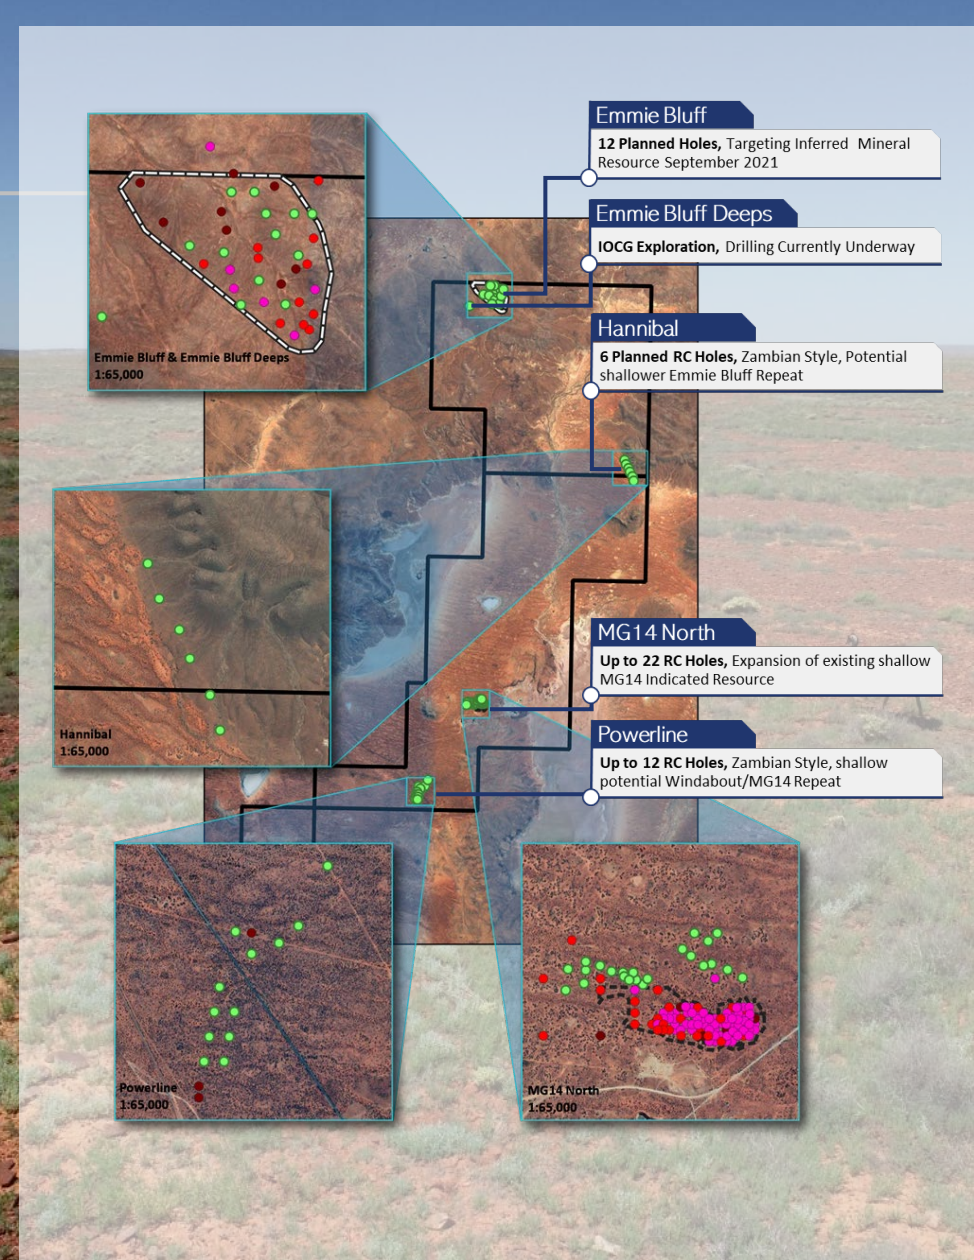 Emmie Bluff
12 Planned Holes, Targeting Inferred Mineral
Resource September 2021
Emmie Bluff Deeps
IOCG Exploration, Drilling Currently Underway
Hannibal
6 Planned RC Holes, Zambian Style, Potential
shallower Emmie Bluff Repeat
Emmie Bluff & Emmie Bluff Deeps
1:65,000
Hannibal
1:65,000
MG14 North
Up to 22 RC Holes, Expansion of existing shallow
MG14 Indicated Resource
Powerline
Up to 12 RC Holes, Zambian Style, shallow
potential Windabout/MG14 Repeat
Powerline
1:65,000
MG14 North
1:65,000